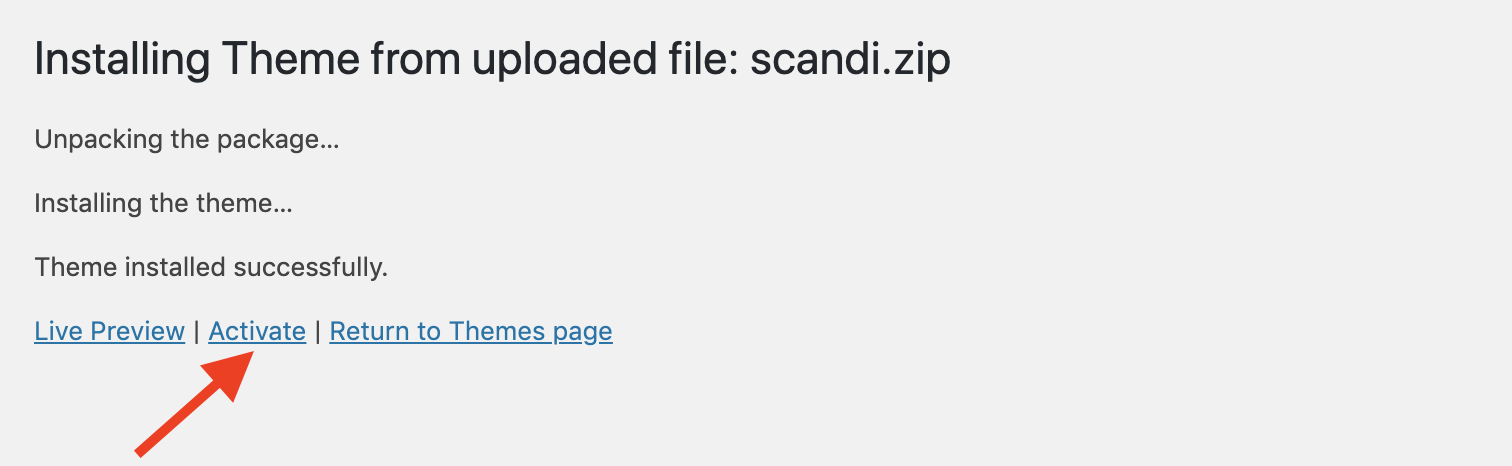 Installing Theme from uploaded file: scandi.zip
Unpacking the package…
Installing the theme…
Theme installed successfully.
Live Preview | Activate | Return to Themes page